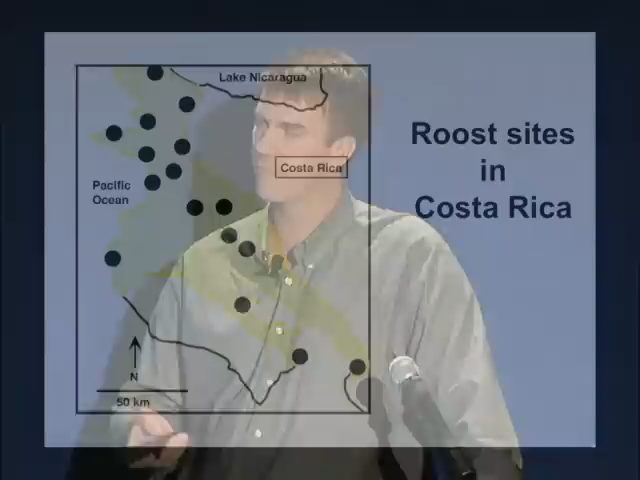 Lake Nicaragua
Roost sites
in
Costa Rica
Costa Rica
Pacific
Ocean
N
50 km